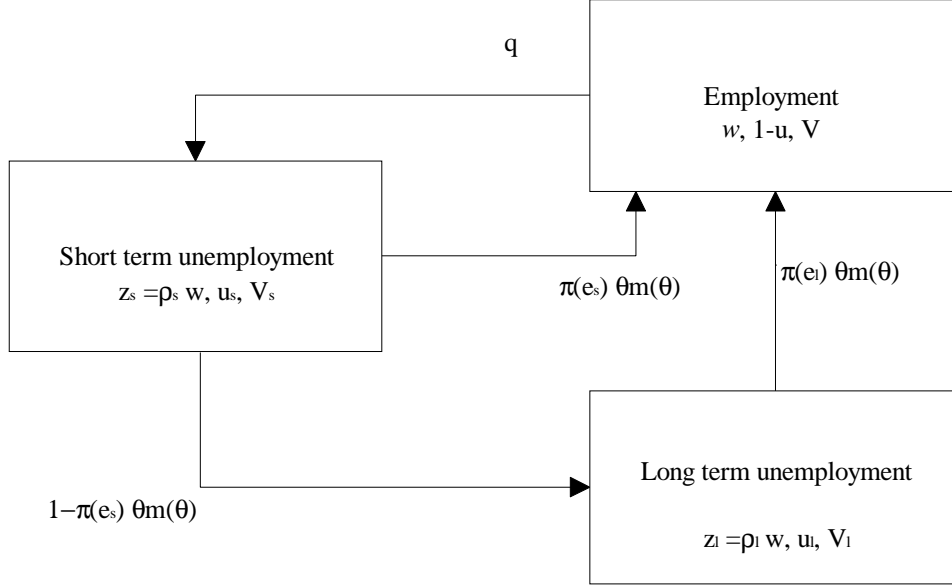 q
Employment
w, 1-u, V
Short term unemployment
zₛ =ρₛ w, uₛ, Vₛ
π(eₛ) θm(θ)
π(eₗ) θm(θ)
1−π(eₛ) θm(θ)
Long term unemployment
zₗ =ρₗ w, uₗ, Vₗ